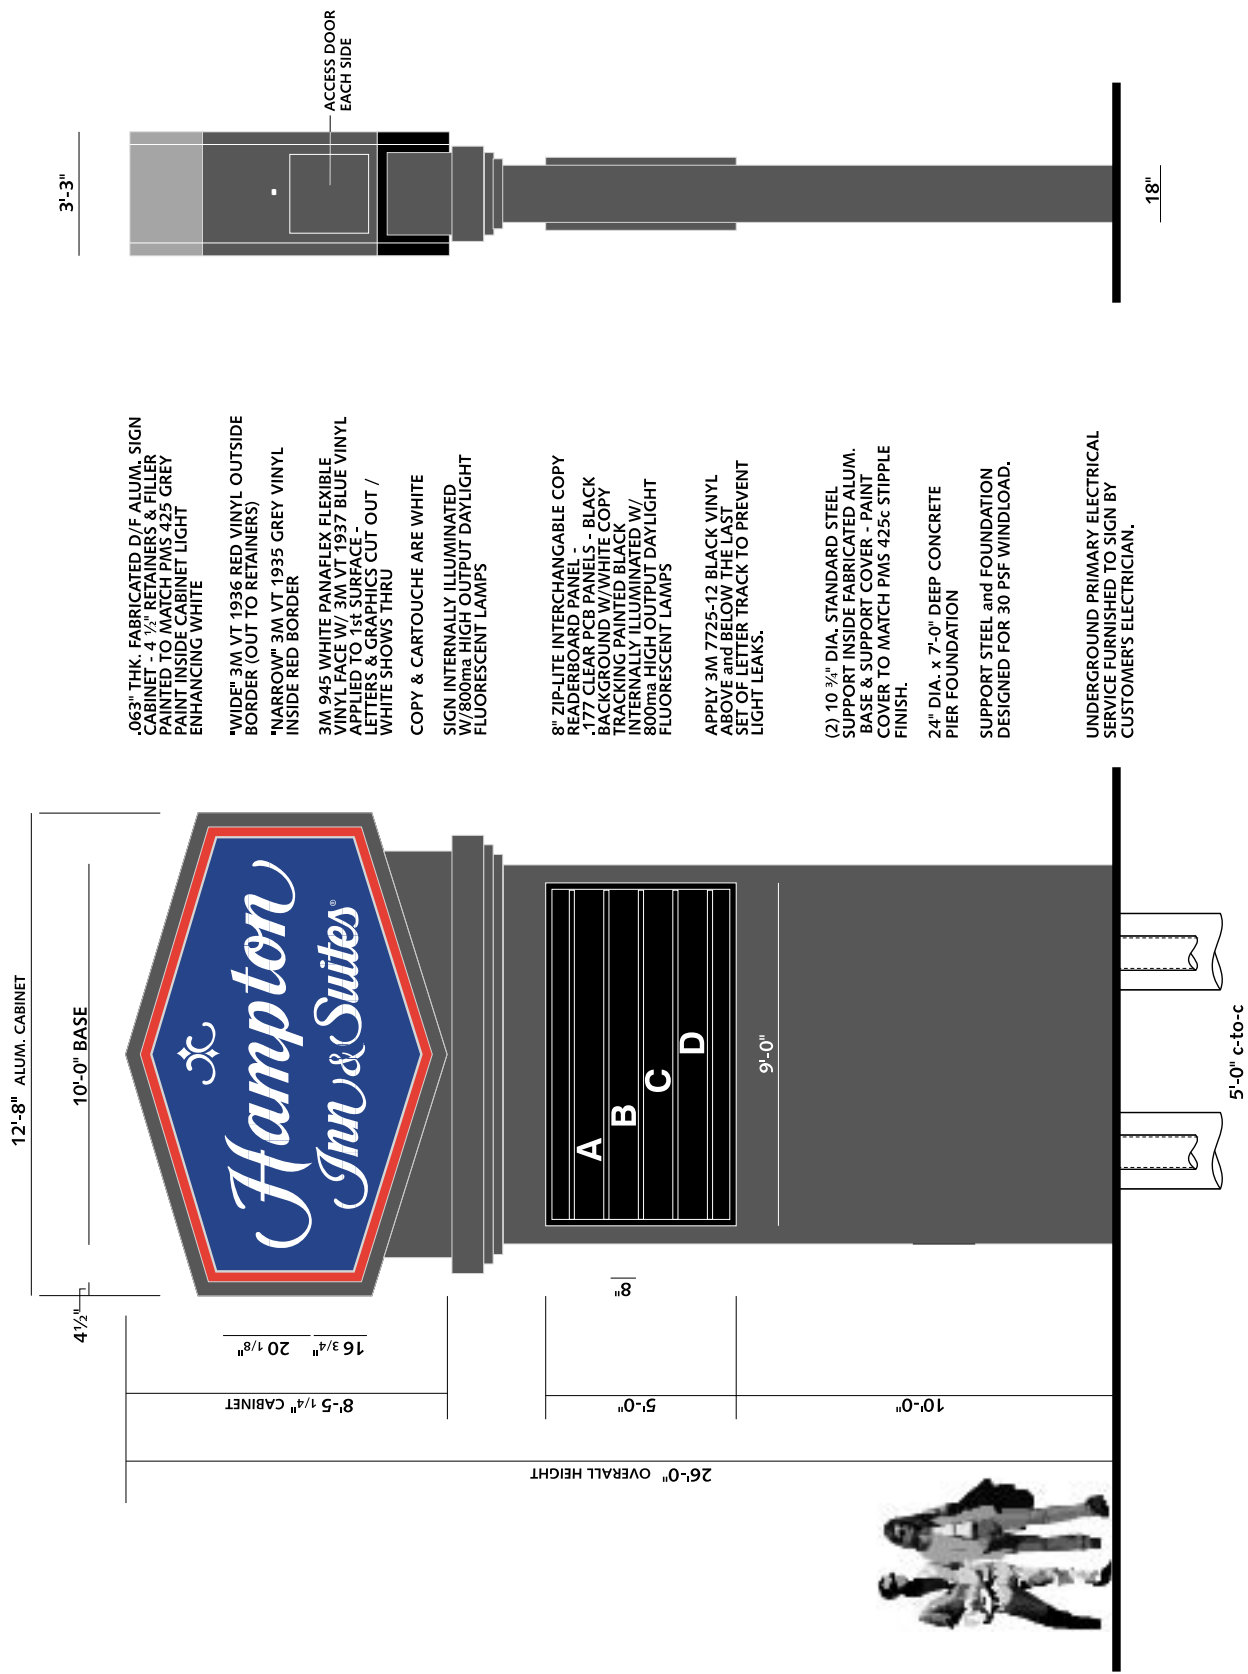 12'-8" ALUM. CABINET
10'-0" BASE
4 ½"
Hampton
Inn & Suites®
20 1/8"
16 3/4"
8'-5 1/4" CABINET
26'-0" OVERALL HEIGHT
A
B
C
D
8"
5'-0"
9'-0"
10'-0"
5'-0" c-to-c
.063" THK. FABRICATED D/F ALUM. SIGN
CABINET - 4 ½" RETAINERS & FILLER
PAINTED TO MATCH PMS 425 GREY
PAINT INSIDE CABINET LIGHT
ENHANCING WHITE
"WIDE" 3M VT 1936 RED VINYL OUTSIDE
BORDER (OUT TO RETAINERS)
"NARROW" 3M VT 1935 GREY VINYL
INSIDE RED BORDER
3M 945 WHITE PANAFLEX FLEXIBLE
VINYL FACE W/ 3M VT 1937 BLUE VINYL
APPLIED TO 1st SURFACE -
LETTERS & GRAPHICS CUT OUT /
WHITE SHOWS THRU
COPY & CARTOUCHE ARE WHITE
SIGN INTERNALLY ILLUMINATED
W/800ma HIGH OUTPUT DAYLIGHT
FLUORESCENT LAMPS
8" ZIP-LITE INTERCHANGABLE COPY
READERBOARD PANEL -
.177 CLEAR PCB PANELS - BLACK
BACKGROUND W/WHITE COPY
TRACKING PAINTED BLACK
INTERNALLY ILLUMINATED W/
800ma HIGH OUTPUT DAYLIGHT
FLUORESCENT LAMPS
APPLY 3M 7725-12 BLACK VINYL
ABOVE and BELOW THE LAST
SET OF LETTER TRACK TO PREVENT
LIGHT LEAKS.
(2) 10 ¾" DIA. STANDARD STEEL
SUPPORT INSIDE FABRICATED ALUM.
BASE & SUPPORT COVER - PAINT
COVER TO MATCH PMS 425c STIPPLE
FINISH.
24" DIA. x 7'-0" DEEP CONCRETE
PIER FOUNDATION
SUPPORT STEEL and FOUNDATION
DESIGNED FOR 30 PSF WINDLOAD.
UNDERGROUND PRIMARY ELECTRICAL
SERVICE FURNISHED TO SIGN BY
CUSTOMER'S ELECTRICIAN.
3'-3"
ACCESS DOOR
EACH SIDE
18"